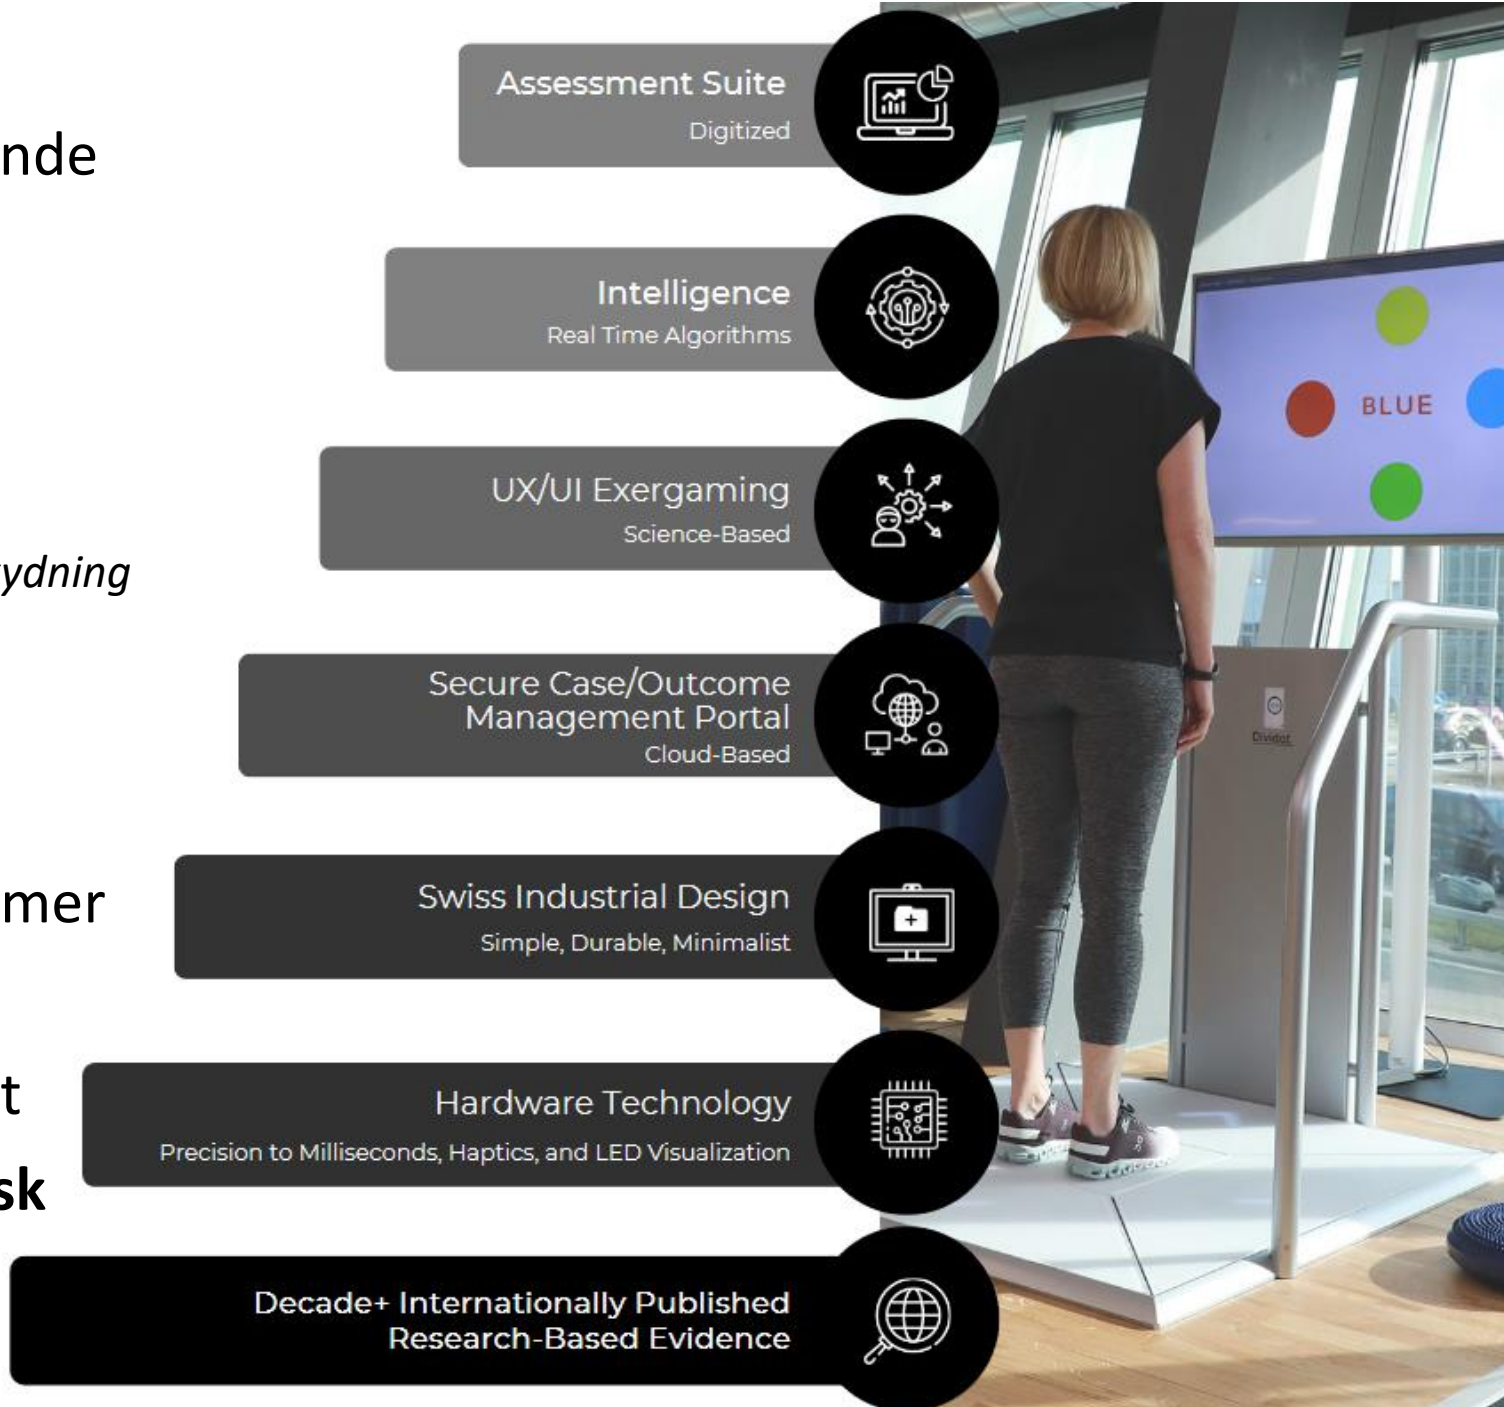 Assessment Suite
Digitized
nde
Intelligence
Real Time Algorithms
BLUE
UX/UI Exergaming
Science-Based
ydning
Secure Case/Outcome
Management Portal
Cloud-Based
Dividat
Swiss Industrial Design
mer
Simple, Durable, Minimalist
t
Hardware Technology
Precision to Milliseconds, Haptics, and LED Visualization
sk
Decade+ Internationally Published
Research-Based Evidence